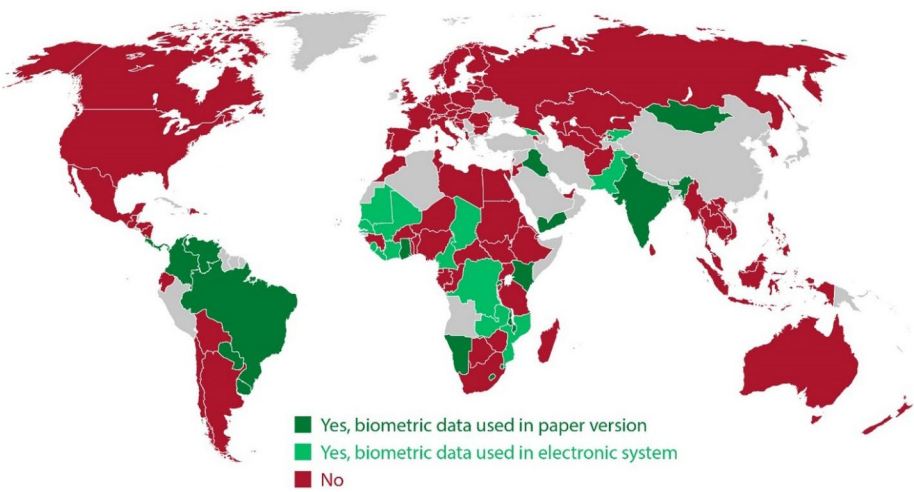 Yes, biometric data used in paper version
Yes, biometric data used in electronic system
No